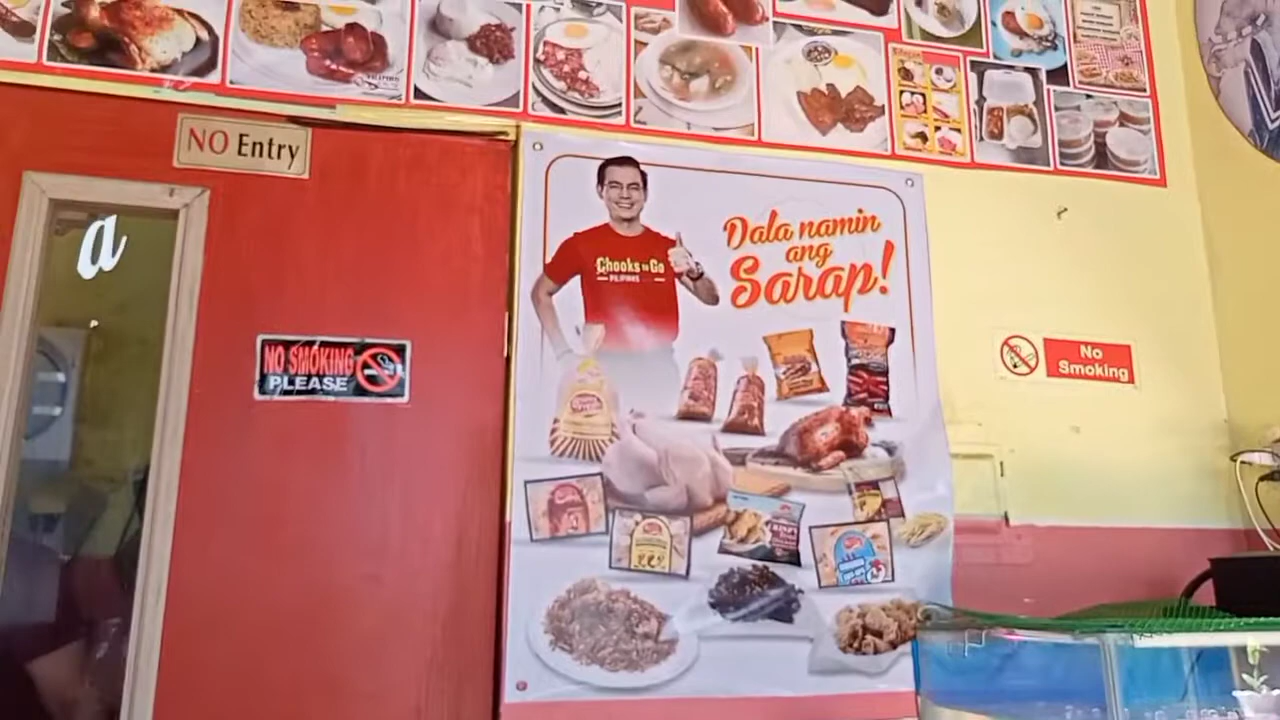 NO Entry
a
NO SMOKING
PLEASE
Chooks to Go
PILIPINAS
Dala namin
ang
Sarap!
No
Smoking